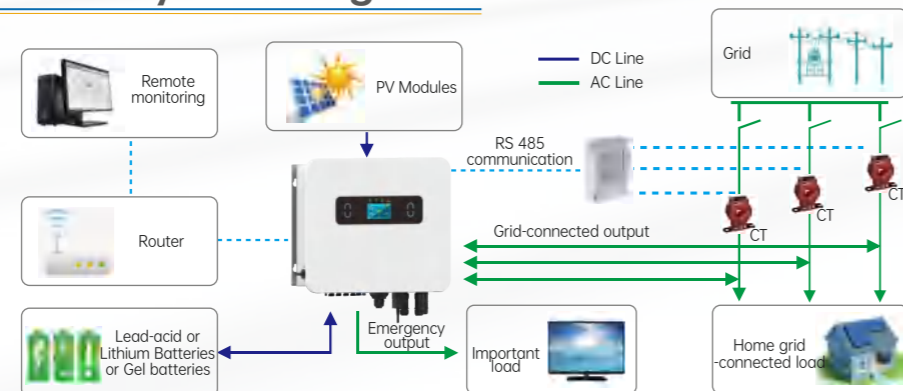 Remote
monitoring
PV Modules
DC Line
AC Line
Grid
RS 485
communication
CT
CT
CT
Router
Grid-connected output
Lead-acid or
Lithium Batteries
or Gel batteries
Emergency
output
Important
load
Home grid
-connected load